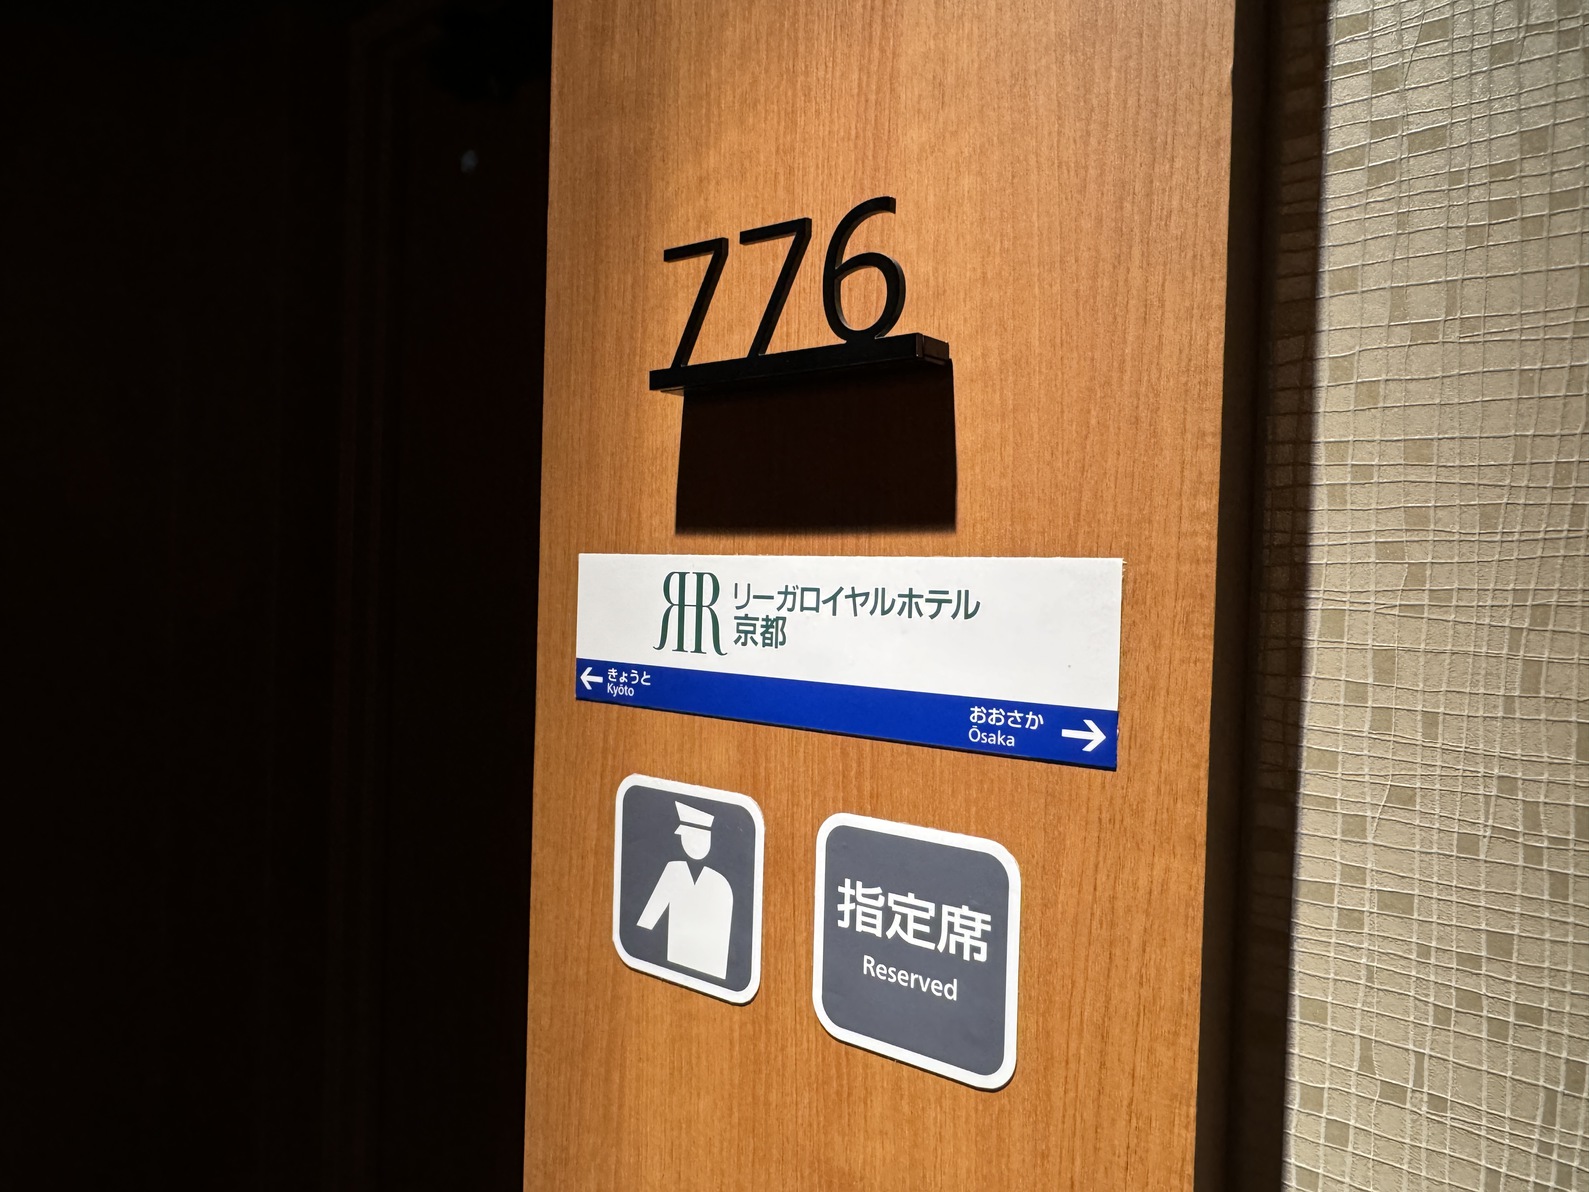 776
RR リーガロイヤルホテル
京都
← きょうと
Kyōto
おおさか →
Ōsaka
指定席
Reserved